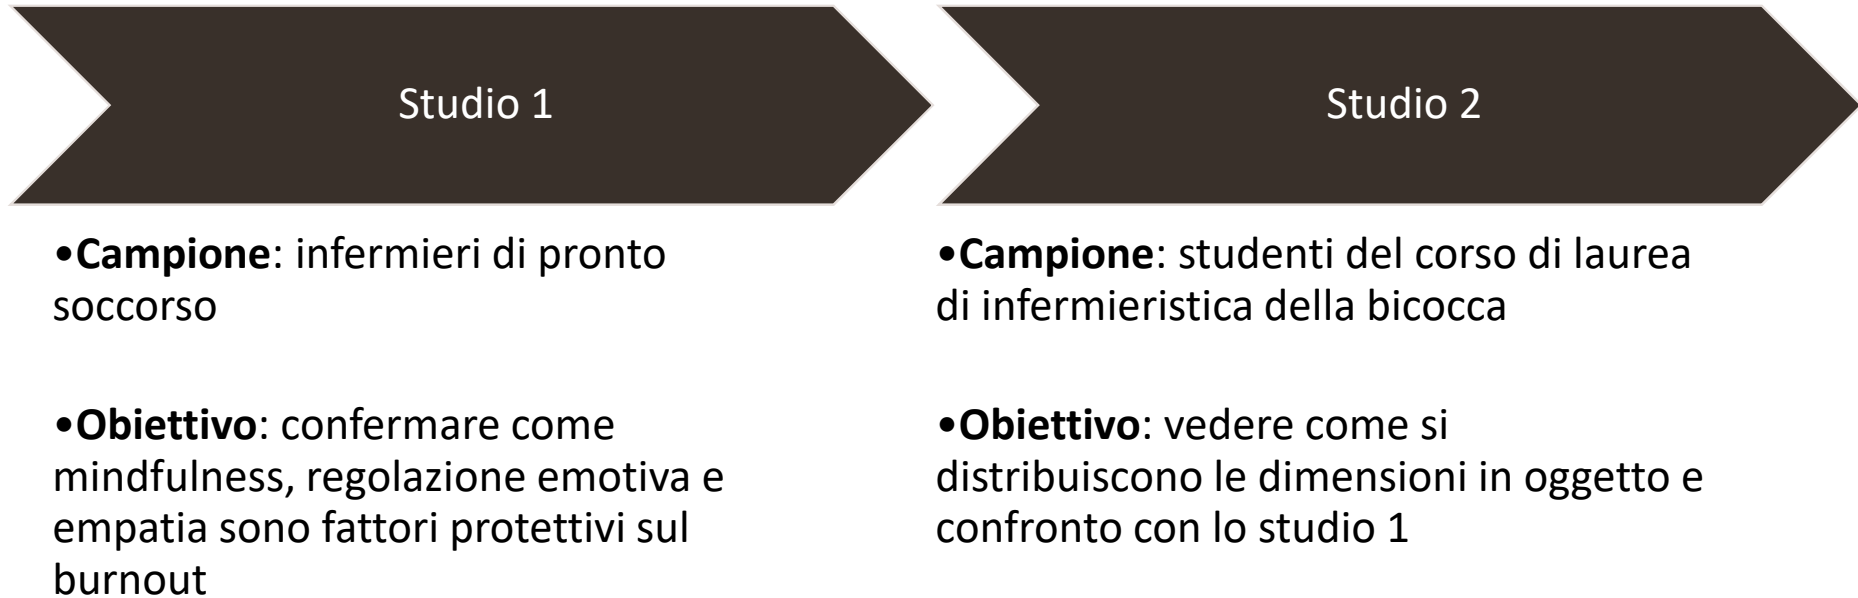 Studio 1
•Campione: infermieri di pronto
soccorso
•Obiettivo: confermare come
mindfulness, regolazione emotiva e
empatia sono fattori protettivi sul
burnout
Studio 2
•Campione: studenti del corso di laurea
di infermieristica della bicocca
•Obiettivo: vedere come si
distribuiscono le dimensioni in oggetto e
confronto con lo studio 1